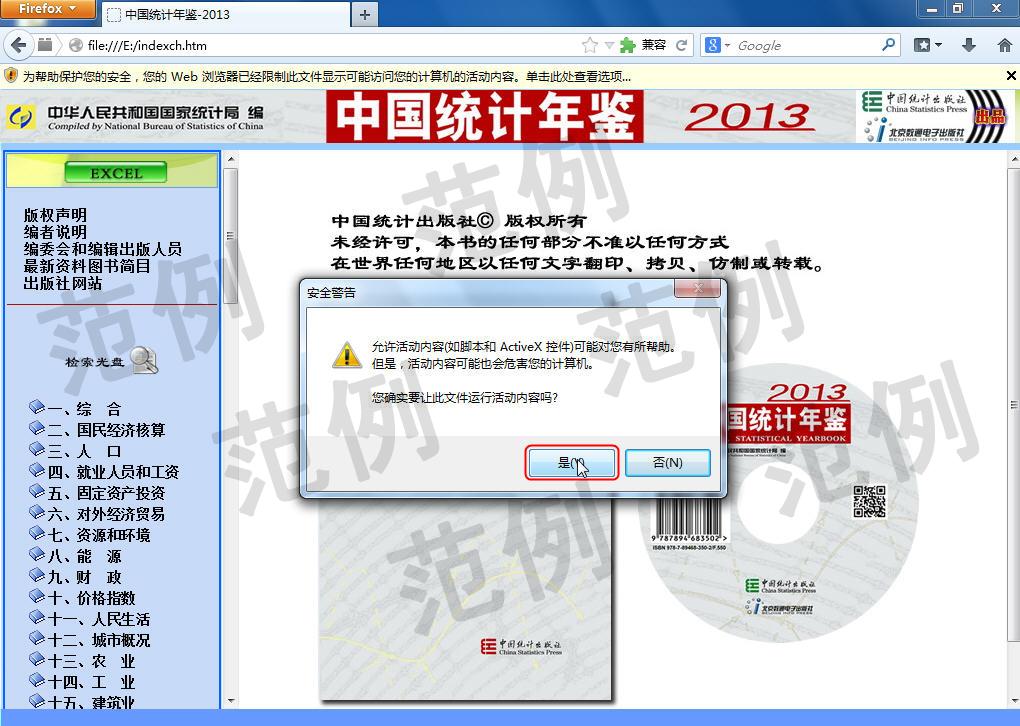 Firefox
中国统计年鉴-2013
file:///E:/indexch.htm
兼容
Google
为帮助保护您的安全，您的 Web 浏览器已经限制此文件显示可能访问您的计算机的活动内容。单击此处查看选项...
中华人民共和国国家统计局 编
Compiled by National Bureau of Statistics of China
中国统计年鉴
2013
中国统计出版社
China Statistics Press
北京数通电子出版社
BEIJING INFO PRESS
出品
EXCEL
版权声明
编者说明
编委会和编辑出版人员
最新资料图书简目
出版社网站
检索光盘
一、综 合
二、国民经济核算
三、人 口
四、就业人员和工资
五、固定资产投资
六、对外经济贸易
七、资源和环境
八、能 源
九、财 政
十、价格指数
十一、人民生活
十二、城市概况
十三、农 业
十四、工 业
十五、建筑业
中国统计出版社© 版权所有
未经许可，本书的任何部分不准以任何方式
在世界任何地区以任何文字翻印、拷贝、仿制或转载。
安全警告
允许活动内容(如脚本和 ActiveX 控件)可能对您有所帮助。
但是，活动内容可能也会危害您的计算机。
您确实要让此文件运行活动内容吗?
是(Y)
否(N)
2013
国统计年鉴
STATISTICAL YEARBOOK
9 787894 683502 >
ISBN 978-7-89468-350-2/F.550
中国统计出版社
China Statistics Press
北京数通电子出版社
中国统计出版社
China Statistics Press
范例
范例
范例
范例
范例
范例